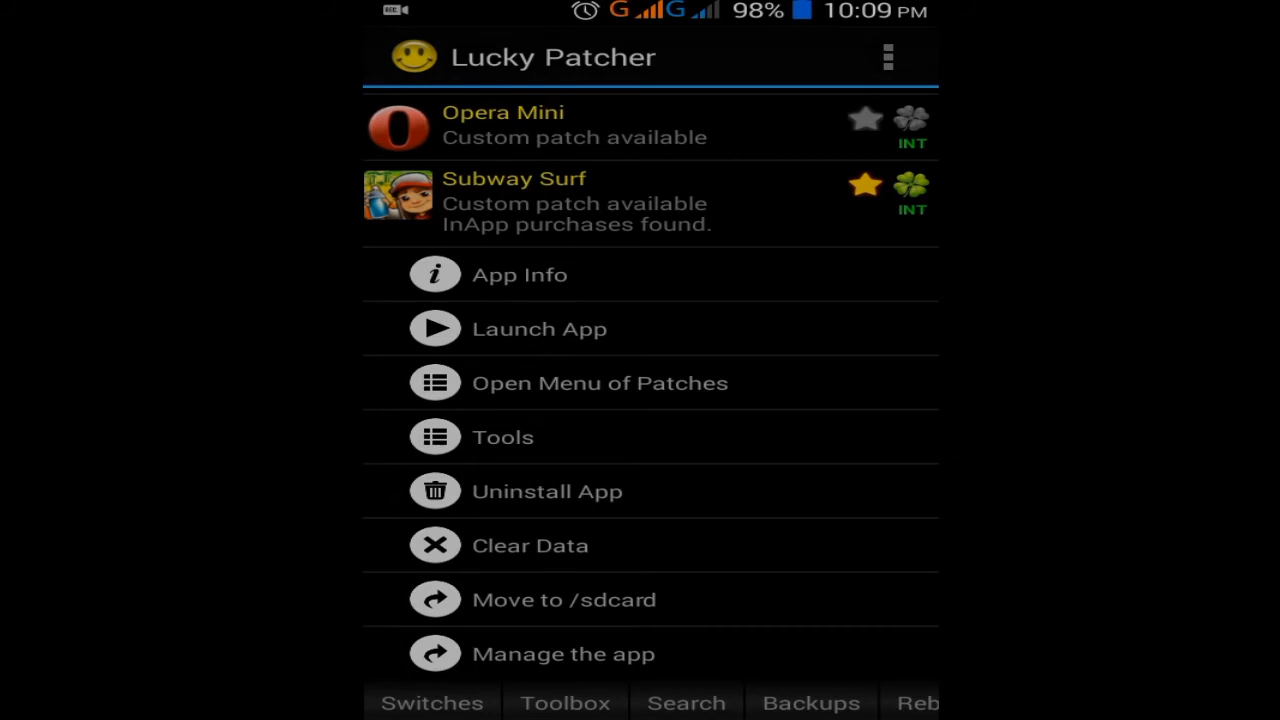 REC G G 98% 10:09 PM
Lucky Patcher
Opera Mini
Custom patch available
INT
Subway Surf
Custom patch available
INT
InApp purchases found.
i App Info
Launch App
Open Menu of Patches
Tools
Uninstall App
Clear Data
Move to /sdcard
Manage the app
Switches Toolbox Search Backups Reb